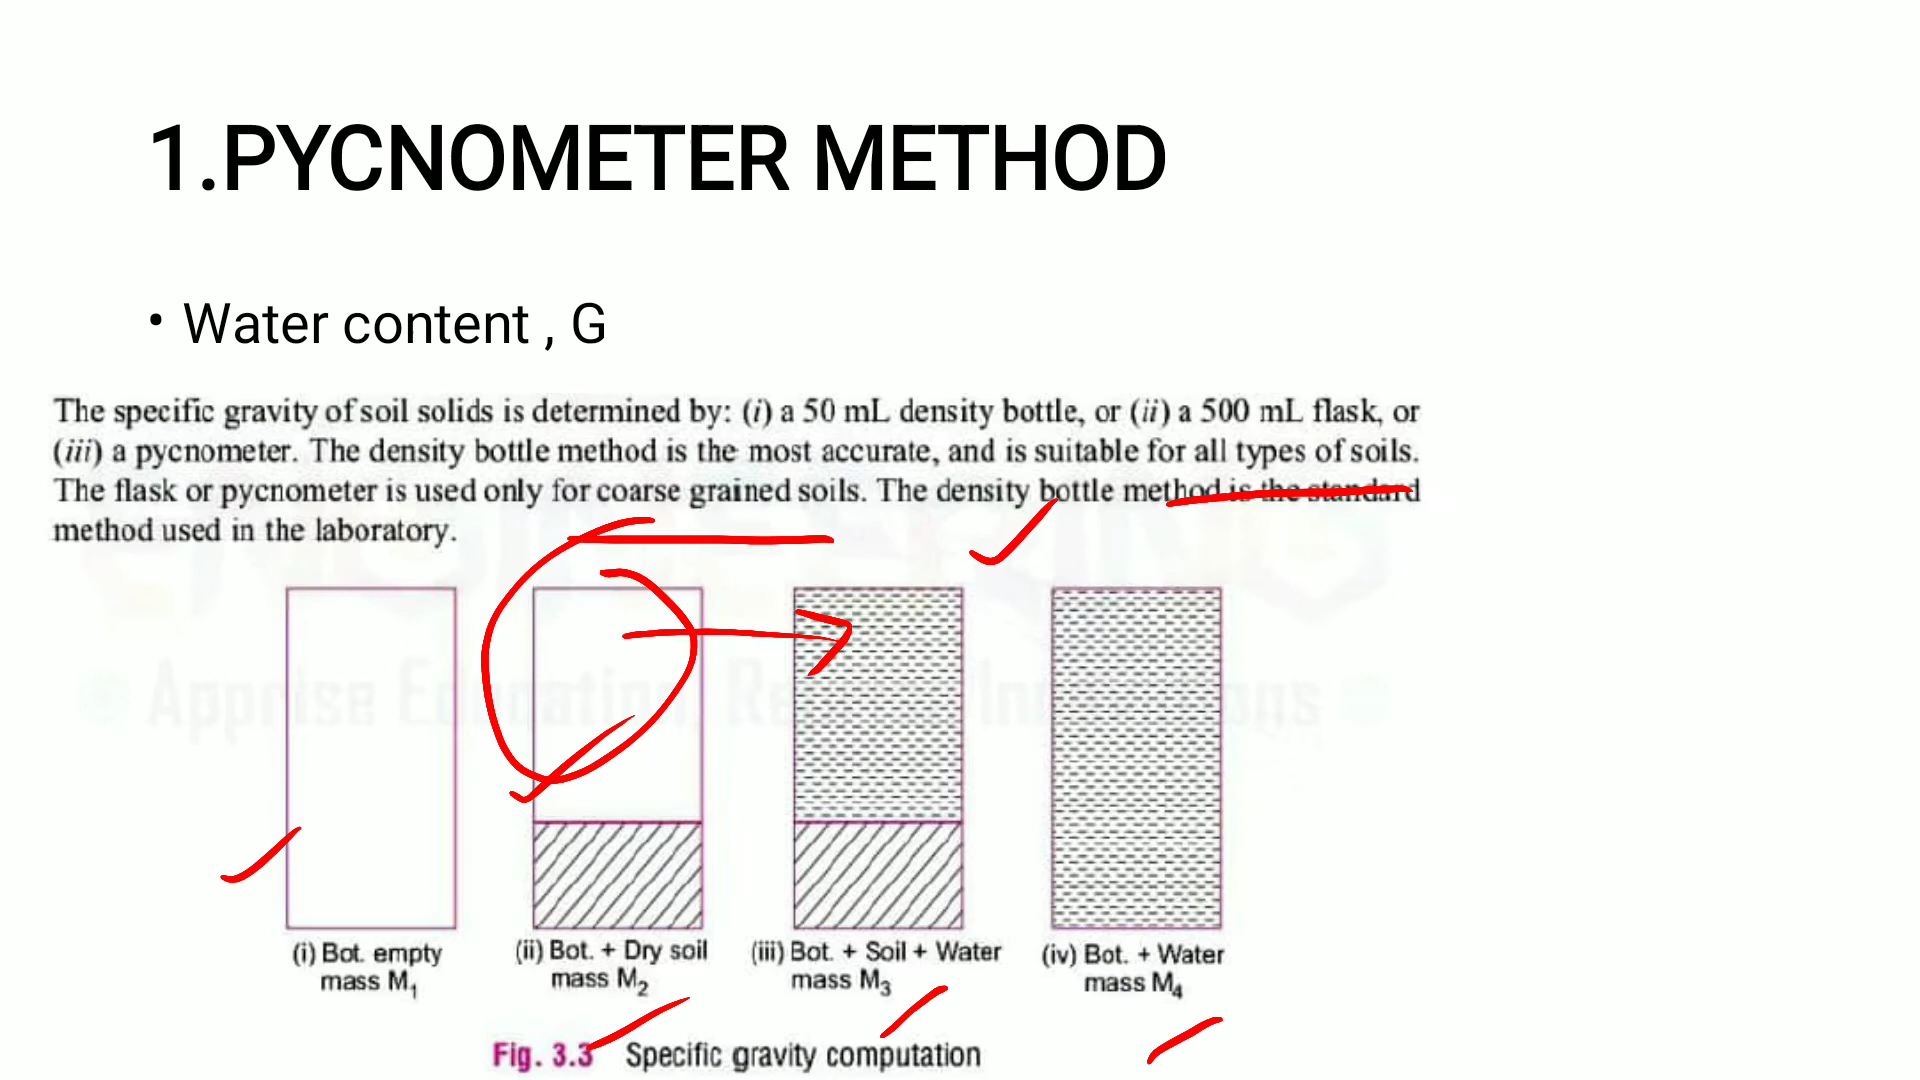 1.PYCNOMETER METHOD
• Water content , G
The specific gravity of soil solids is determined by: (i) a 50 mL density bottle, or (ii) a 500 mL flask, or
(iii) a pycnometer. The density bottle method is the most accurate, and is suitable for all types of soils.
The flask or pycnometer is used only for coarse grained soils. The density bottle method is the standard
method used in the laboratory.
Apprise Education, Innovations
(i) Bot. empty
mass M1
(ii) Bot. + Dry soil
mass M2
(iii) Bot. + Soil + Water
mass M3
(iv) Bot. + Water
mass M4
Fig. 3.3 Specific gravity computation